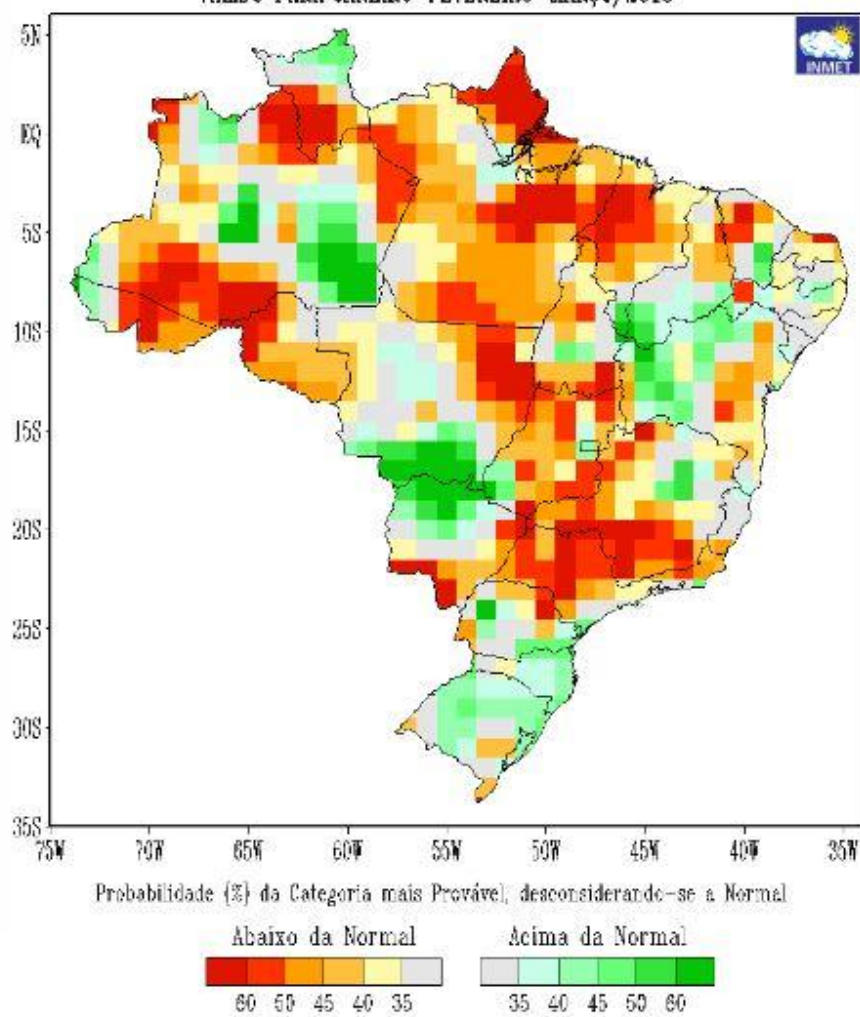 INMET
5N
EQ
5S
10S
15S
20S
25S
30S
35S
75W 70W 65W 60W 55W 50W 45W 40W 35W
Probabilidade (%) da Categoria mais Provável, desconsiderando-se a Normal
Abaixo da Normal Acima da Normal
60 50 45 40 35 35 40 45 50 60